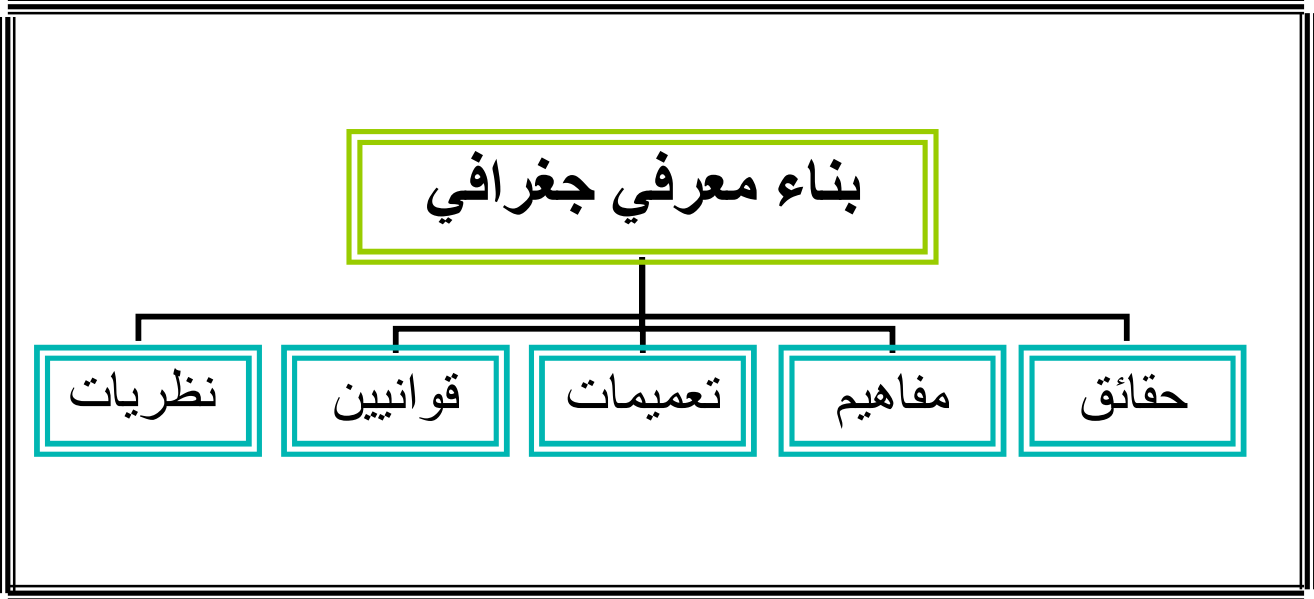 بناء معرفي جغرافي
حقائق
مفاهيم
تعميمات
قوانيين
نظريات